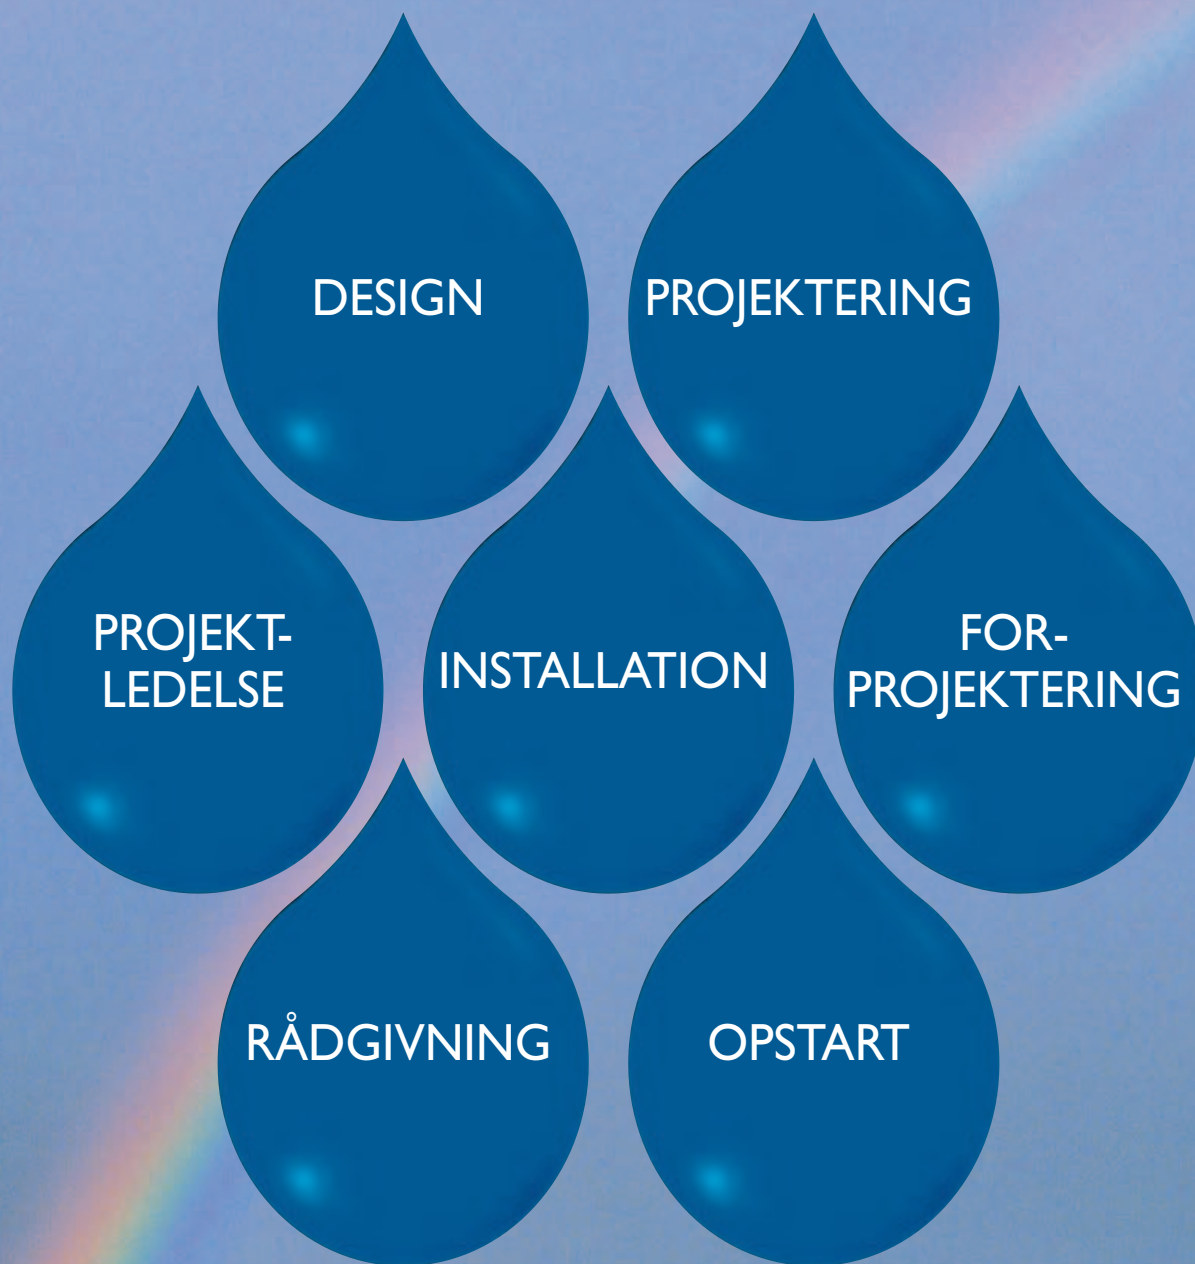 DESIGN
PROJEKTERING
PROJEKT-
LEDELSE
INSTALLATION
FOR-
PROJEKTERING
RÅDGIVNING
OPSTART